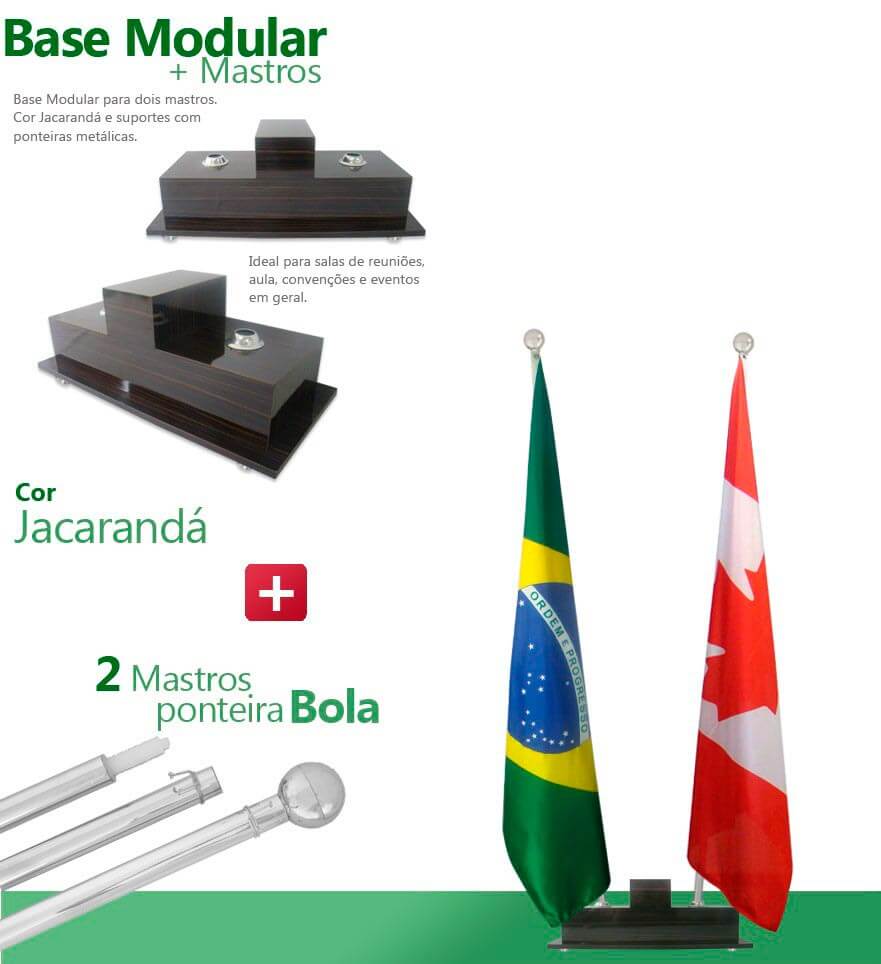 Base Modular
+ Mastros
Base Modular para dois mastros.
Cor Jacarandá e suportes com
ponteiras metálicas.
Ideal para salas de reuniões,
aula, convenções e eventos
em geral.
Cor
Jacarandá
+
2 Mastros
ponteira Bola
ORDEM E PROGRESSO